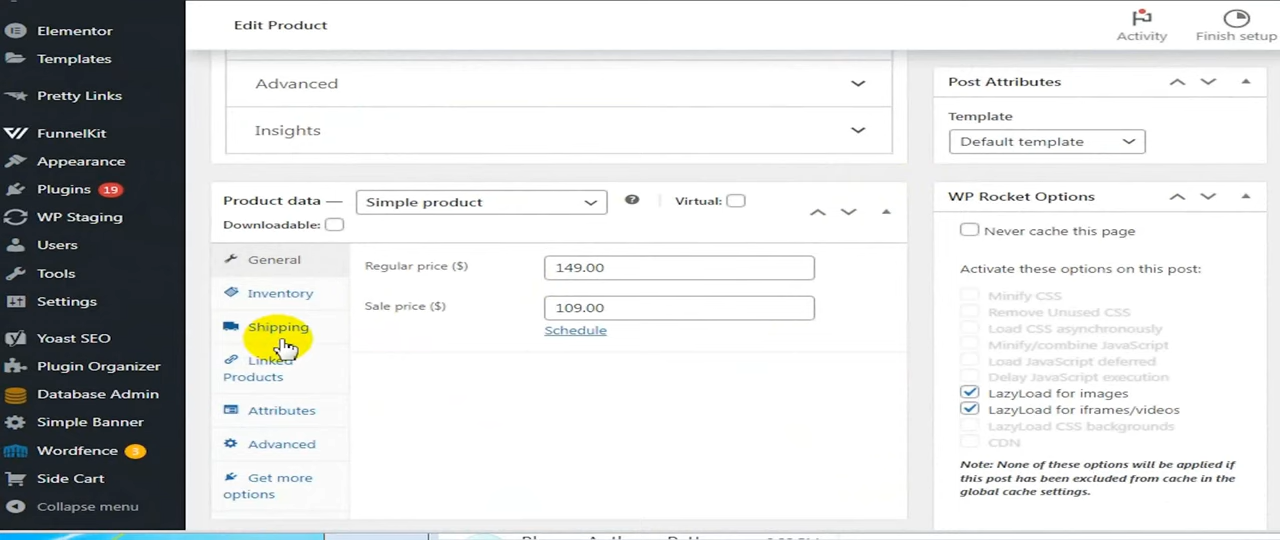 Elementor
Templates
Pretty Links
FunnelKit
Appearance
Plugins 19
WP Staging
Users
Tools
Settings
Yoast SEO
Plugin Organizer
Database Admin
Simple Banner
Wordfence 3
Side Cart
Collapse menu
Edit Product
Activity
Finish setup
Advanced
Insights
Product data —
Simple product
Virtual:
Downloadable:
General
Inventory
Shipping
Linked
Products
Attributes
Advanced
Get more
options
Regular price ($)
149.00
Sale price ($)
109.00
Schedule
Post Attributes
Template
Default template
WP Rocket Options
Never cache this page
Activate these options on this post:
Minify CSS
Remove Unused CSS
Load CSS asynchronously
Minify/combine JavaScript
Load JavaScript deferred
Delay JavaScript execution
LazyLoad for images
LazyLoad for iframes/videos
LazyLoad CSS backgrounds
CDN
Note: None of these options will be applied if
this post has been excluded from cache in the
global cache settings.